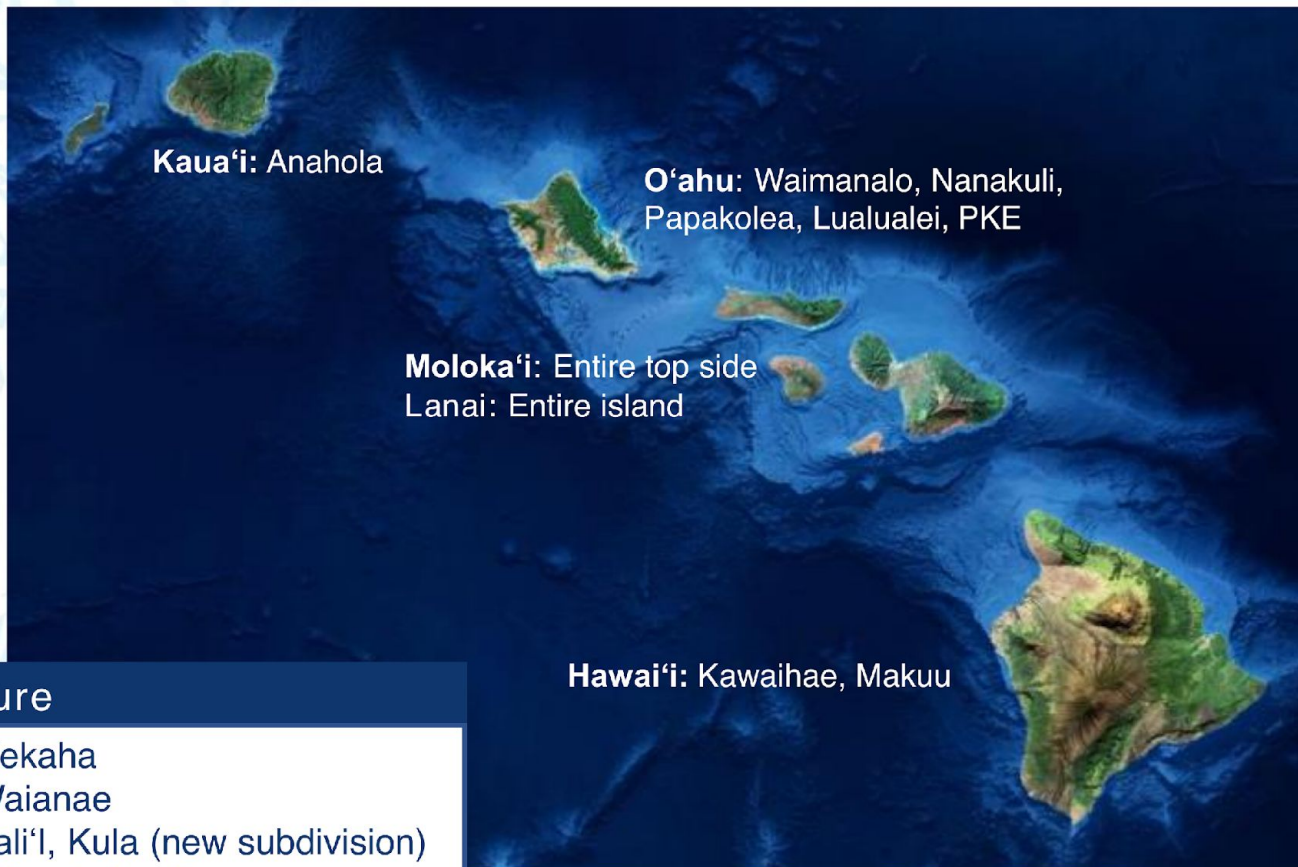 Kaua‘i: Anahola
O‘ahu: Waimanalo, Nanakuli,
Papakolea, Lualualei, PKE
Moloka‘i: Entire top side
Lanai: Entire island
Hawai‘i: Kawaihae, Makuu
ure
ekaha
aianae
ali‘I, Kula (new subdivision)